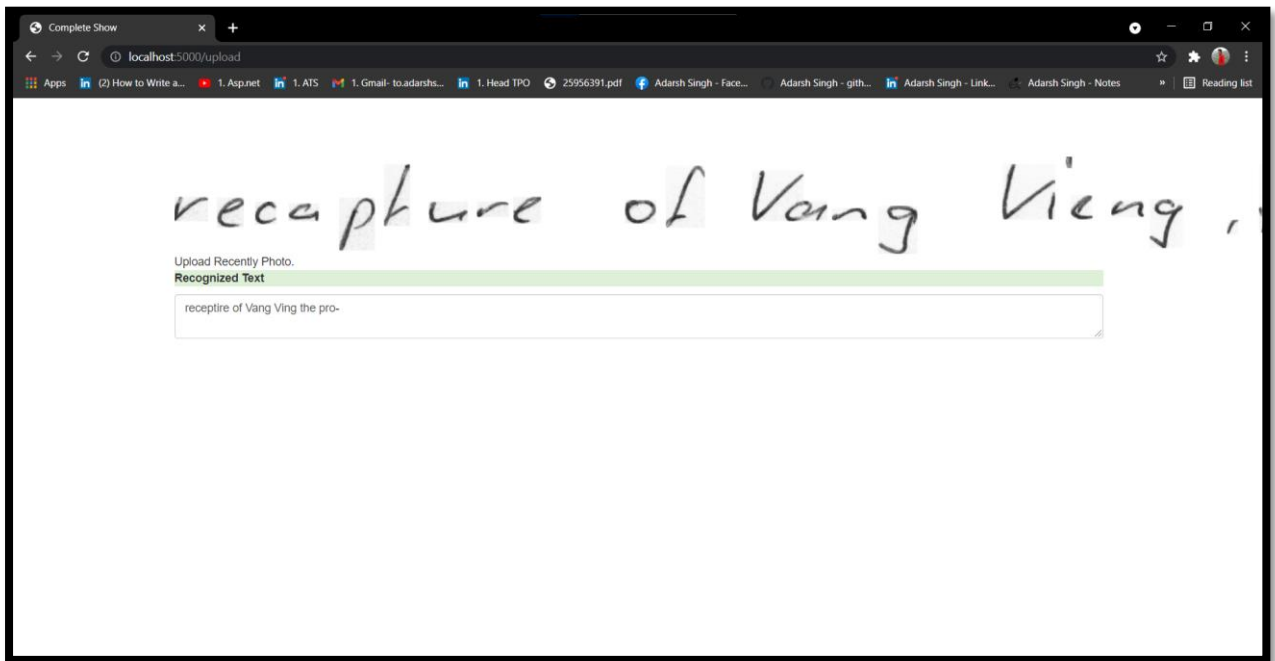 Complete Show
localhost:5000/upload
Apps (2) How to Write a... 1. Asp.net 1. ATS 1. Gmail- to.adarshs... 1. Head TPO 25956391.pdf Adarsh Singh - Face... Adarsh Singh - gith... Adarsh Singh - Link... Adarsh Singh - Notes » Reading list
recapture of Vang Vieng ,
Upload Recently Photo.
Recognized Text
receptire of Vang Ving the pro-